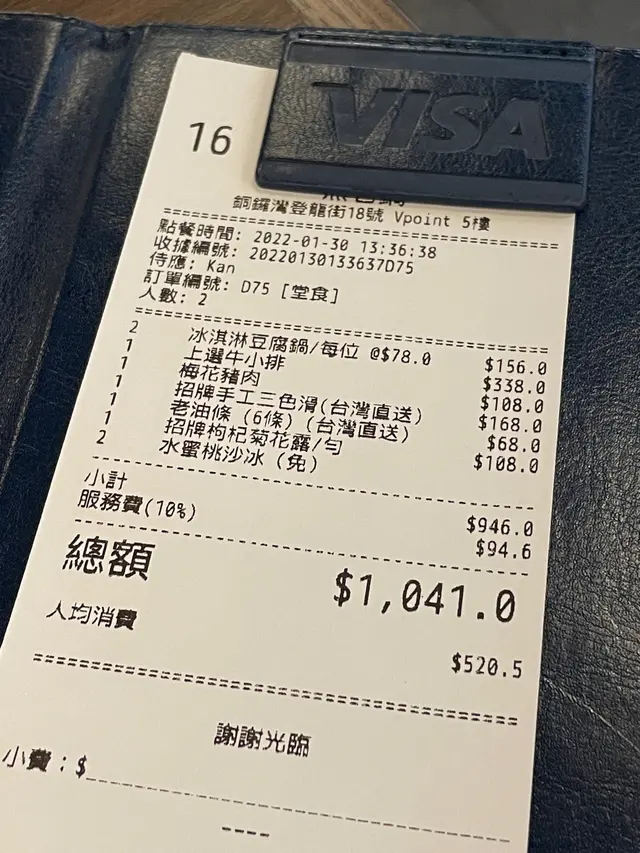 VISA
16
銅鑼灣登龍街18號 Vpoint 5樓
點餐時間: 2022-01-30 13:36:38
收據編號: 20220130133637D75
侍應: Kan
訂單編號: D75 [堂食]
人數: 2
2 冰淇淋豆腐鍋/每位 @$78.0 $156.0
1 上選牛小排 $338.0
1 梅花豬肉 $108.0
1 招牌手工三色滑(台灣直送) $168.0
1 老油條 (6條) (台灣直送) $68.0
1 招牌枸杞菊花釀/勻 $108.0
2 水蜜桃沙冰 (免)
小計 $946.0
服務費(10%) $94.6
總額 $1,041.0
人均消費 $520.5
謝謝光臨
小費：$